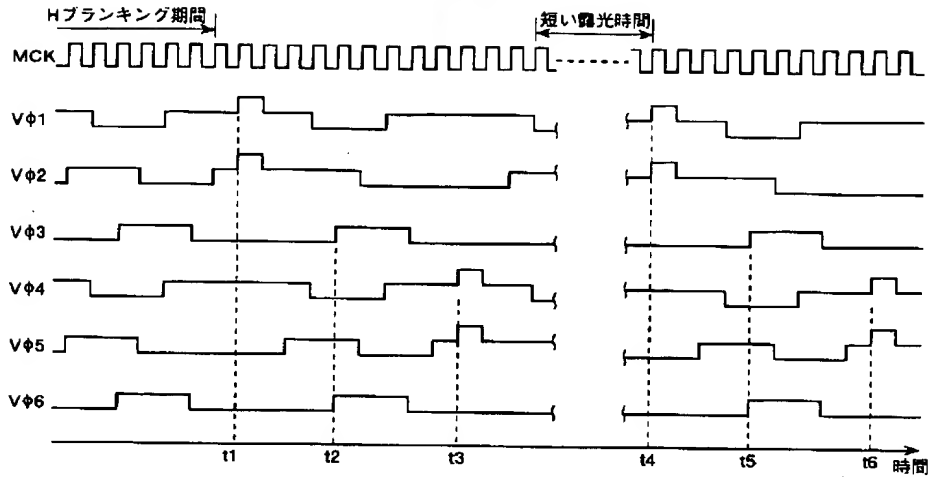 Hブランキング期間
短い露光時間
MCK
Vφ1
Vφ2
Vφ3
Vφ4
Vφ5
Vφ6
t1 t2 t3 t4 t5 t6 時間